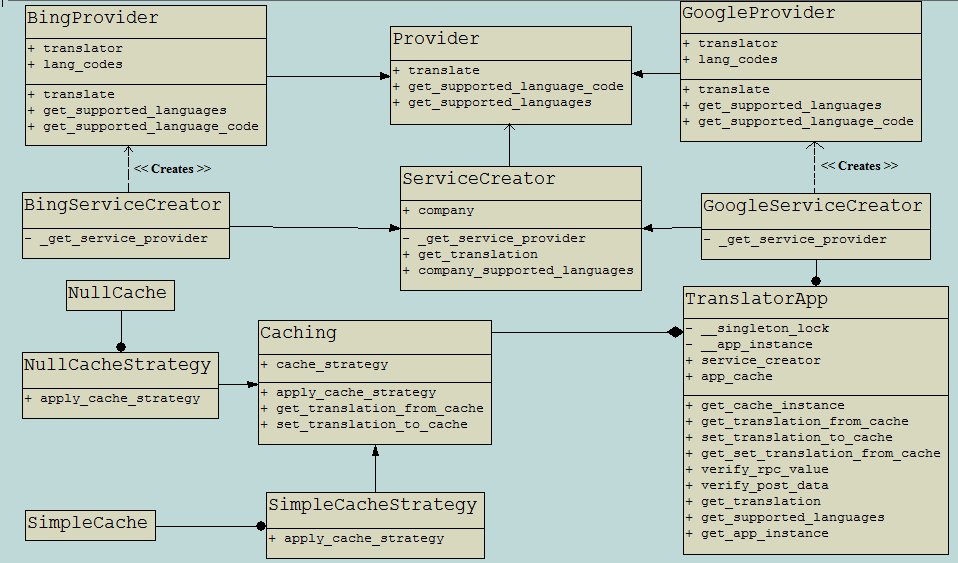 BingProvider
+ translator
+ lang_codes
+ translate
+ get_supported_languages
+ get_supported_language_code
Provider
+ translate
+ get_supported_language_code
+ get_supported_languages
GoogleProvider
+ translator
+ lang_codes
+ translate
+ get_supported_languages
+ get_supported_language_code
<< Creates >>
<< Creates >>
BingServiceCreator
- _get_service_provider
ServiceCreator
+ company
- _get_service_provider
+ get_translation
+ company_supported_languages
GoogleServiceCreator
- _get_service_provider
NullCache
NullCacheStrategy
+ apply_cache_strategy
Caching
+ cache_strategy
+ apply_cache_strategy
+ get_translation_from_cache
+ set_translation_to_cache
TranslatorApp
- __singleton_lock
- __app_instance
+ service_creator
+ app_cache
+ get_cache_instance
+ get_translation_from_cache
+ set_translation_to_cache
+ get_set_translation_from_cache
+ verify_rpc_value
+ verify_post_data
+ get_translation
+ get_supported_languages
+ get_app_instance
SimpleCache
SimpleCacheStrategy
+ apply_cache_strategy